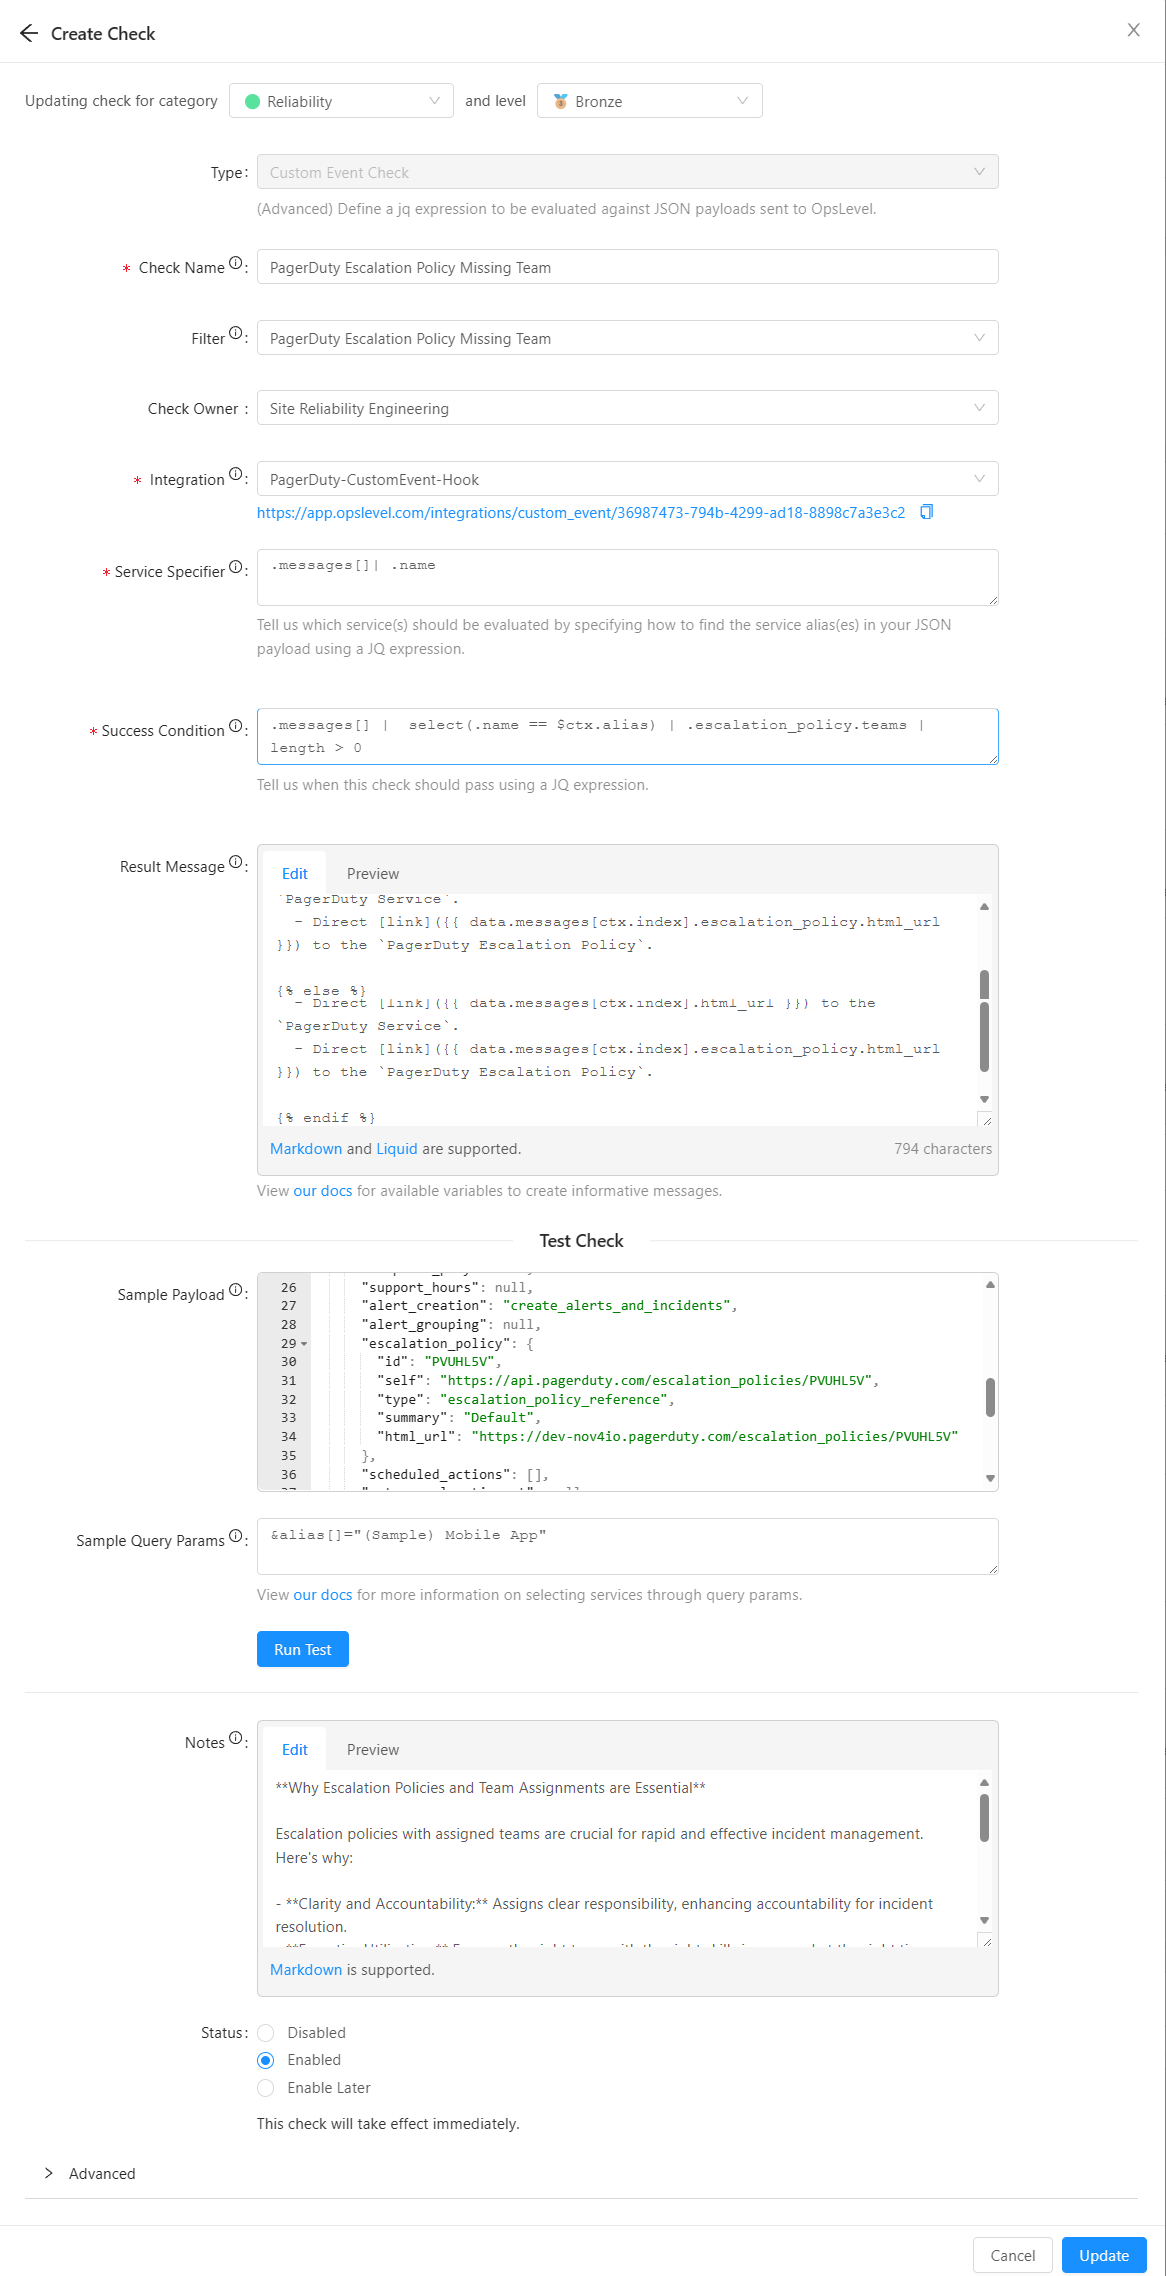 Create Check
Updating check for category Reliability and level Bronze
Type: Custom Event Check
(Advanced) Define a jq expression to be evaluated against JSON payloads sent to OpsLevel.
* Check Name : PagerDuty Escalation Policy Missing Team
Filter : PagerDuty Escalation Policy Missing Team
Check Owner : Site Reliability Engineering
* Integration : PagerDuty-CustomEvent-Hook
https://app.opslevel.com/integrations/custom_event/36987473-794b-4299-ad18-8898c7a3e3c2
* Service Specifier : .messages[]| .name
Tell us which service(s) should be evaluated by specifying how to find the service alias(es) in your JSON
payload using a JQ expression.
* Success Condition : .messages[] |  select(.name == $ctx.alias) | .escalation_policy.teams |
length > 0
Tell us when this check should pass using a JQ expression.
Result Message : Edit Preview
`PagerDuty Service`.
- Direct [link]({{ data.messages[ctx.index].escalation_policy.html_url
}}) to the `PagerDuty Escalation Policy`.
{% else %}
- Direct [link]({{ data.messages[ctx.index].html_url }}) to the
`PagerDuty Service`.
- Direct [link]({{ data.messages[ctx.index].escalation_policy.html_url
}}) to the `PagerDuty Escalation Policy`.
{% endif %}
Markdown and Liquid are supported. 794 characters
View our docs for available variables to create informative messages.
Test Check
Sample Payload :
26 "support_hours": null,
27 "alert_creation": "create_alerts_and_incidents",
28 "alert_grouping": null,
29 "escalation_policy": {
30 "id": "PVUHL5V",
31 "self": "https://api.pagerduty.com/escalation_policies/PVUHL5V",
32 "type": "escalation_policy_reference",
33 "summary": "Default",
34 "html_url": "https://dev-nov4io.pagerduty.com/escalation_policies/PVUHL5V"
35 },
36 "scheduled_actions": [],
Sample Query Params : &alias[]="(Sample) Mobile App"
View our docs for more information on selecting services through query params.
Run Test
Notes : Edit Preview
**Why Escalation Policies and Team Assignments are Essential**
Escalation policies with assigned teams are crucial for rapid and effective incident management.
Here's why:
- **Clarity and Accountability:** Assigns clear responsibility, enhancing accountability for incident
resolution.
Markdown is supported.
Status: Disabled
Enabled
Enable Later
This check will take effect immediately.
Advanced
Cancel Update